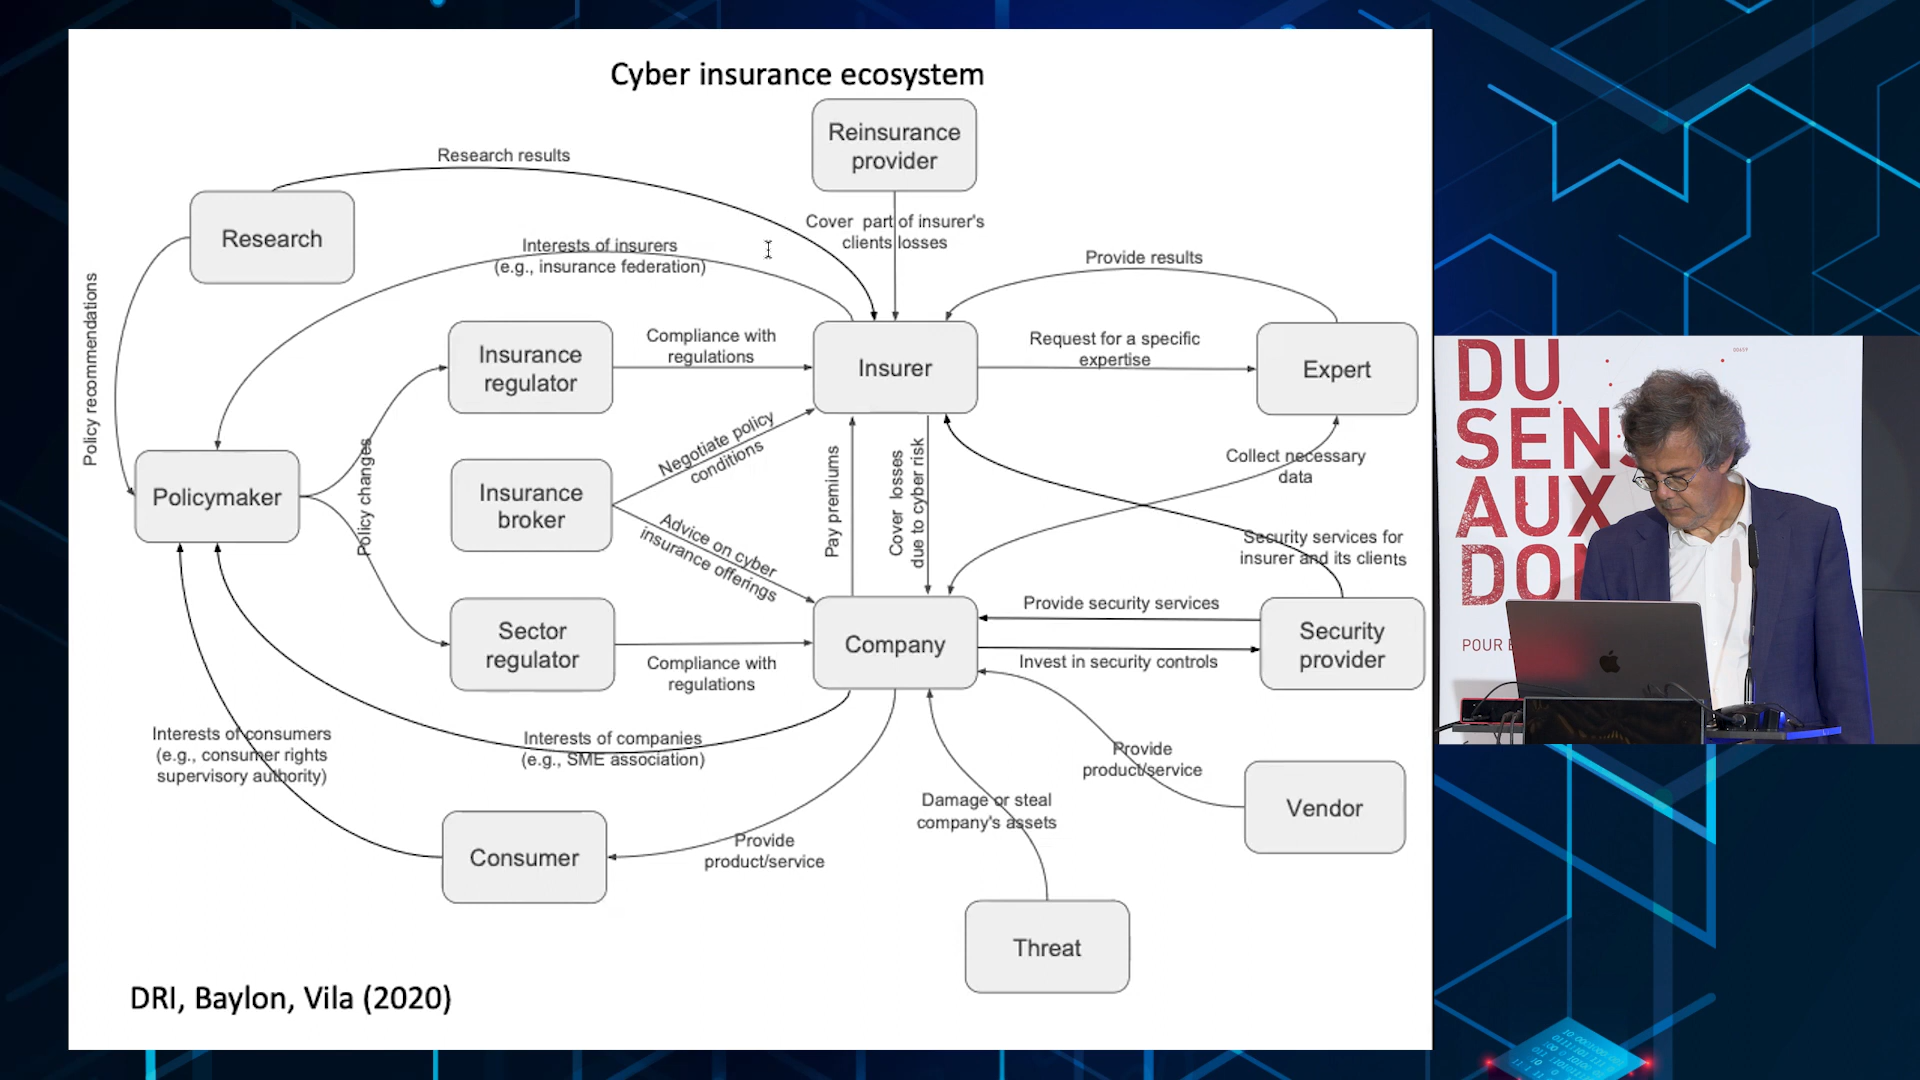 Cyber insurance ecosystem
Reinsurance
provider
Research results
Research
Cover part of insurer's
clients losses
Interests of insurers
(e.g., insurance federation)
Provide results
Policy recommendations
Insurance
regulator
Compliance with
regulations
Insurer
Request for a specific
expertise
Expert
Policymaker
Policy changes
Insurance
broker
Negotiate policy
conditions
Advice on cyber
insurance offerings
Pay premiums
Cover losses
due to cyber risk
Collect necessary
data
Security services for
insurer and its clients
Sector
regulator
Compliance with
regulations
Company
Provide security services
Invest in security controls
Security
provider
Interests of consumers
(e.g., consumer rights
supervisory authority)
Interests of companies
(e.g., SME association)
Provide
product/service
Vendor
Damage or steal
company's assets
Consumer
Provide
product/service
Threat
DRI, Baylon, Vila (2020)
DU
SENS
AUX
DO
POUR